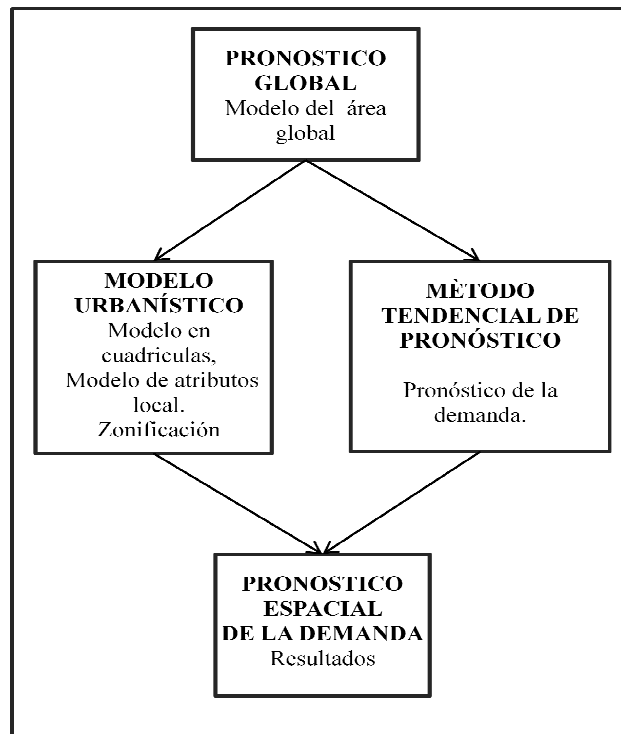 PRONOSTICO
GLOBAL
Modelo del área
global
MODELO
URBANÍSTICO
Modelo en
cuadriculas,
Modelo de atributos
local.
Zonificación
MÈTODO
TENDENCIAL DE
PRONÓSTICO
Pronóstico de la
demanda.
PRONOSTICO
ESPACIAL
DE LA DEMANDA
Resultados